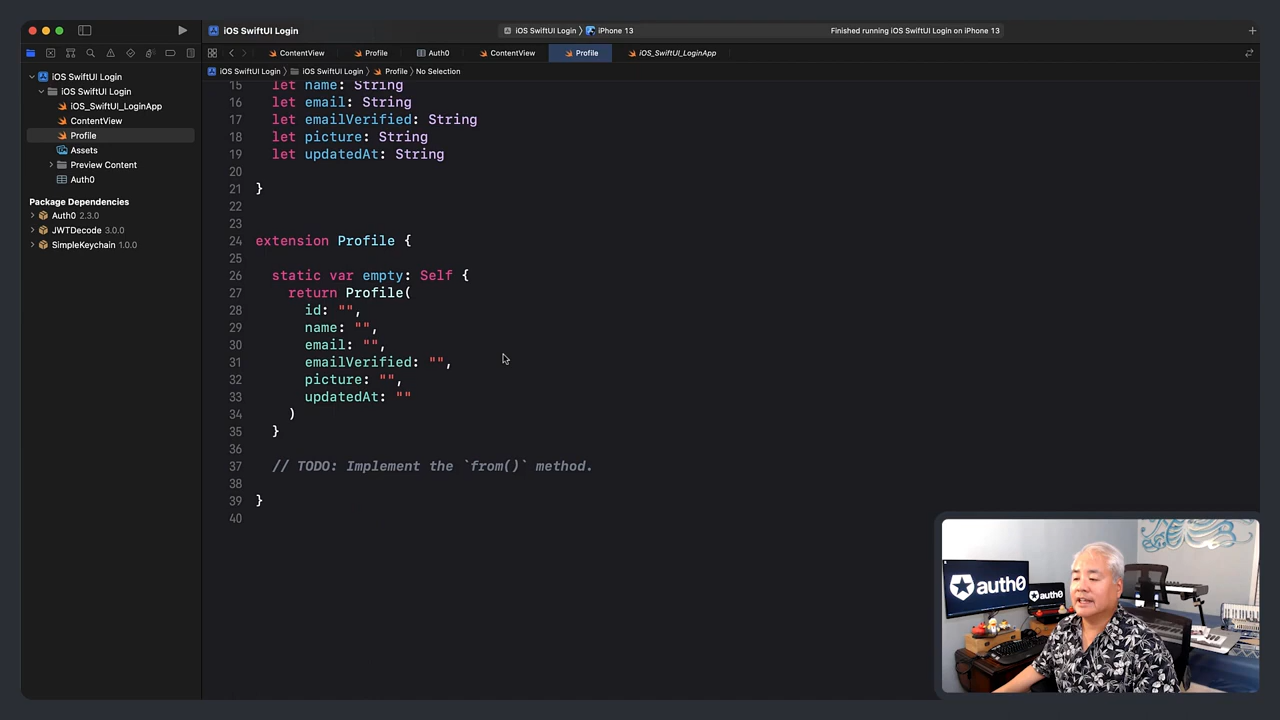 iOS SwiftUI Login
iOS SwiftUI Login
iPhone 13
Finished running iOS SwiftUI Login on iPhone 13
ContentView
Profile
Auth0
ContentView
Profile
iOS_SwiftUI_LoginApp
iOS SwiftUI Login
iOS SwiftUI Login
iOS SwiftUI Login
Profile
No Selection
iOS SwiftUI Login
iOS_SwiftUI_LoginApp
ContentView
Profile
Assets
Preview Content
Auth0
Package Dependencies
Auth0 2.3.0
JWTDecode 3.0.0
SimpleKeychain 1.0.0
15 let name: String
16 let email: String
17 let emailVerified: String
18 let picture: String
19 let updatedAt: String
20
21 }
22
23
24 extension Profile {
25
26 static var empty: Self {
27 return Profile(
28 id: "",
29 name: "",
30 email: "",
31 emailVerified: "",
32 picture: "",
33 updatedAt: ""
34 )
35 }
36
37 // TODO: Implement the `from()` method.
38
39 }
40
auth0
auth0